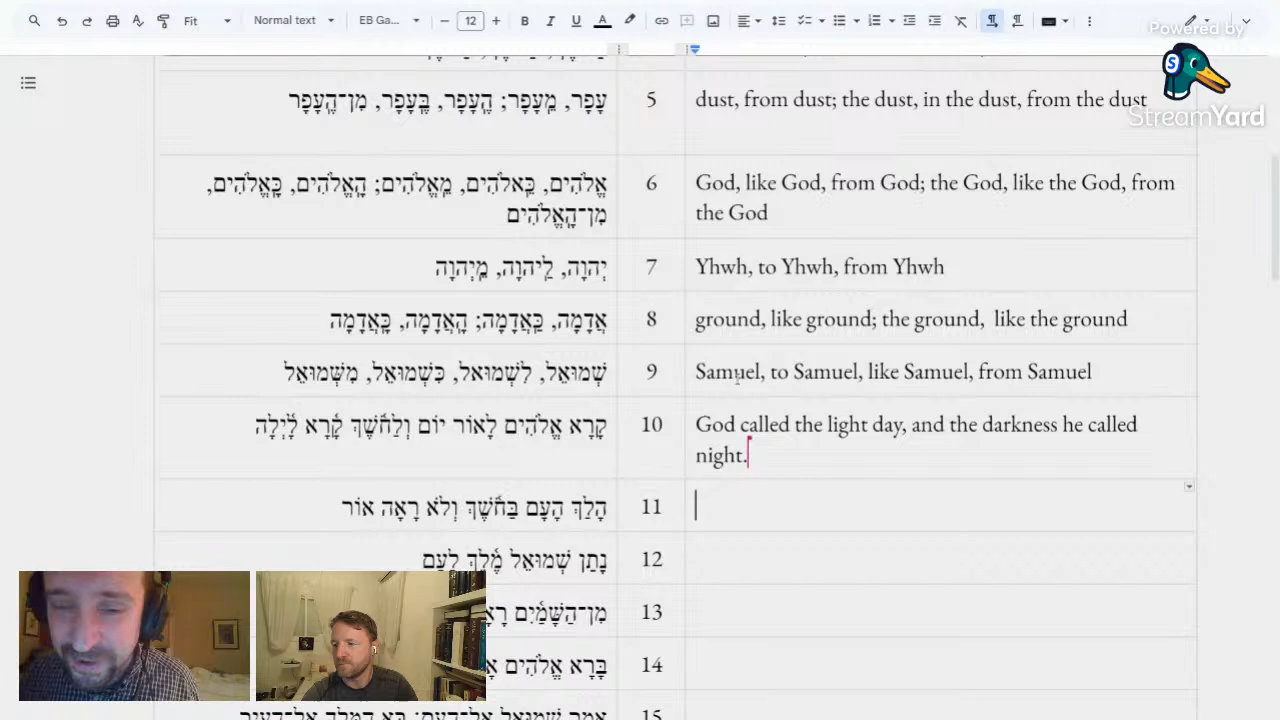 Fit
Normal text
EB Ga...
12
B I U A
Powered by
StreamYard
עָפָר, מֵעָפָר; הֶעָפָר, בֶּעָפָר, מִן־הֶעָפָר
5
dust, from dust; the dust, in the dust, from the dust
אֱלֹהִים, כֵּאלֹהִים, מֵאֱלֹהִים; הָאֱלֹהִים, כָּאֱלֹהִים,
מִן־הָאֱלֹהִים
6
God, like God, from God; the God, like the God, from
the God
יְהוָה, לַיהוָה, מֵיְהוָה
7
Yhwh, to Yhwh, from Yhwh
אֲדָמָה, כַּאֲדָמָה; הָאֲדָמָה, כָּאֲדָמָה
8
ground, like ground; the ground, like the ground
שְׁמוּאֵל, לִשְׁמוּאל, כִּשְׁמוּאֵל, מִשְּׁמוּאֵל
9
Samuel, to Samuel, like Samuel, from Samuel
קָרָא אֱלֹהִים לָאוֹר יוֹם וְלַחֹ֫שֶׁךְ קָרָא לָ֫יְלָה
10
God called the light day, and the darkness he called
night.
הָלַךְ הָעָם בַּחֹ֫שֶׁךְ וְלֹא רָאָה אוֹר
11
נָתַן שְׁמוּאֵל מֶ֫לֶךְ לָעָם
12
מִן־הַשָּׁמַ֫יִם
13
בָּרָא אֱלֹהִים
14
אָמַר שְׁמוּאֵל אֶל־הָעָם: בָּא הַמֶּלֶךְ אֶל־הָעִיר
15